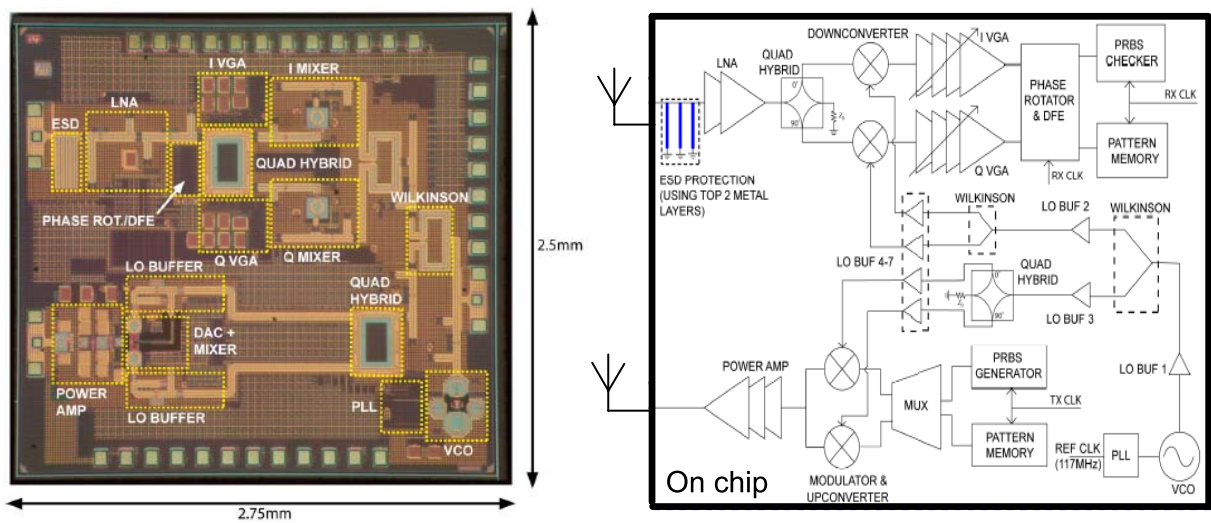 I VGA
I MIXER
LNA
ESD
QUAD HYBRID
WILKINSON
PHASE ROT./DFE
Q VGA
Q MIXER
LO BUFFER
QUAD
HYBRID
DAC +
MIXER
POWER
AMP
LO BUFFER
PLL
VCO
2.5mm
2.75mm
DOWNCONVERTER
I VGA
LNA
QUAD
HYBRID
0'
90'
Z₀
PHASE
ROTATOR
& DFE
PRBS
CHECKER
RX CLK
PATTERN
MEMORY
Q VGA
RX CLK
ESD PROTECTION
(USING TOP 2 METAL
LAYERS)
WILKINSON
LO BUF 2
WILKINSON
LO BUF 4-7
QUAD
HYBRID
0'
90'
Z₀
LO BUF 3
LO BUF 1
POWER AMP
MUX
PRBS
GENERATOR
TX CLK
PATTERN
MEMORY
REF CLK
(117MHz)
PLL
VCO
MODULATOR &
UPCONVERTER
On chip